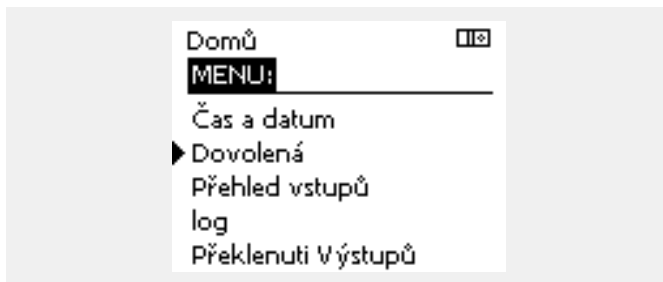 Domů
MENU:
Čas a datum
Dovolená
Přehled vstupů
log
Překlenuti Výstupů